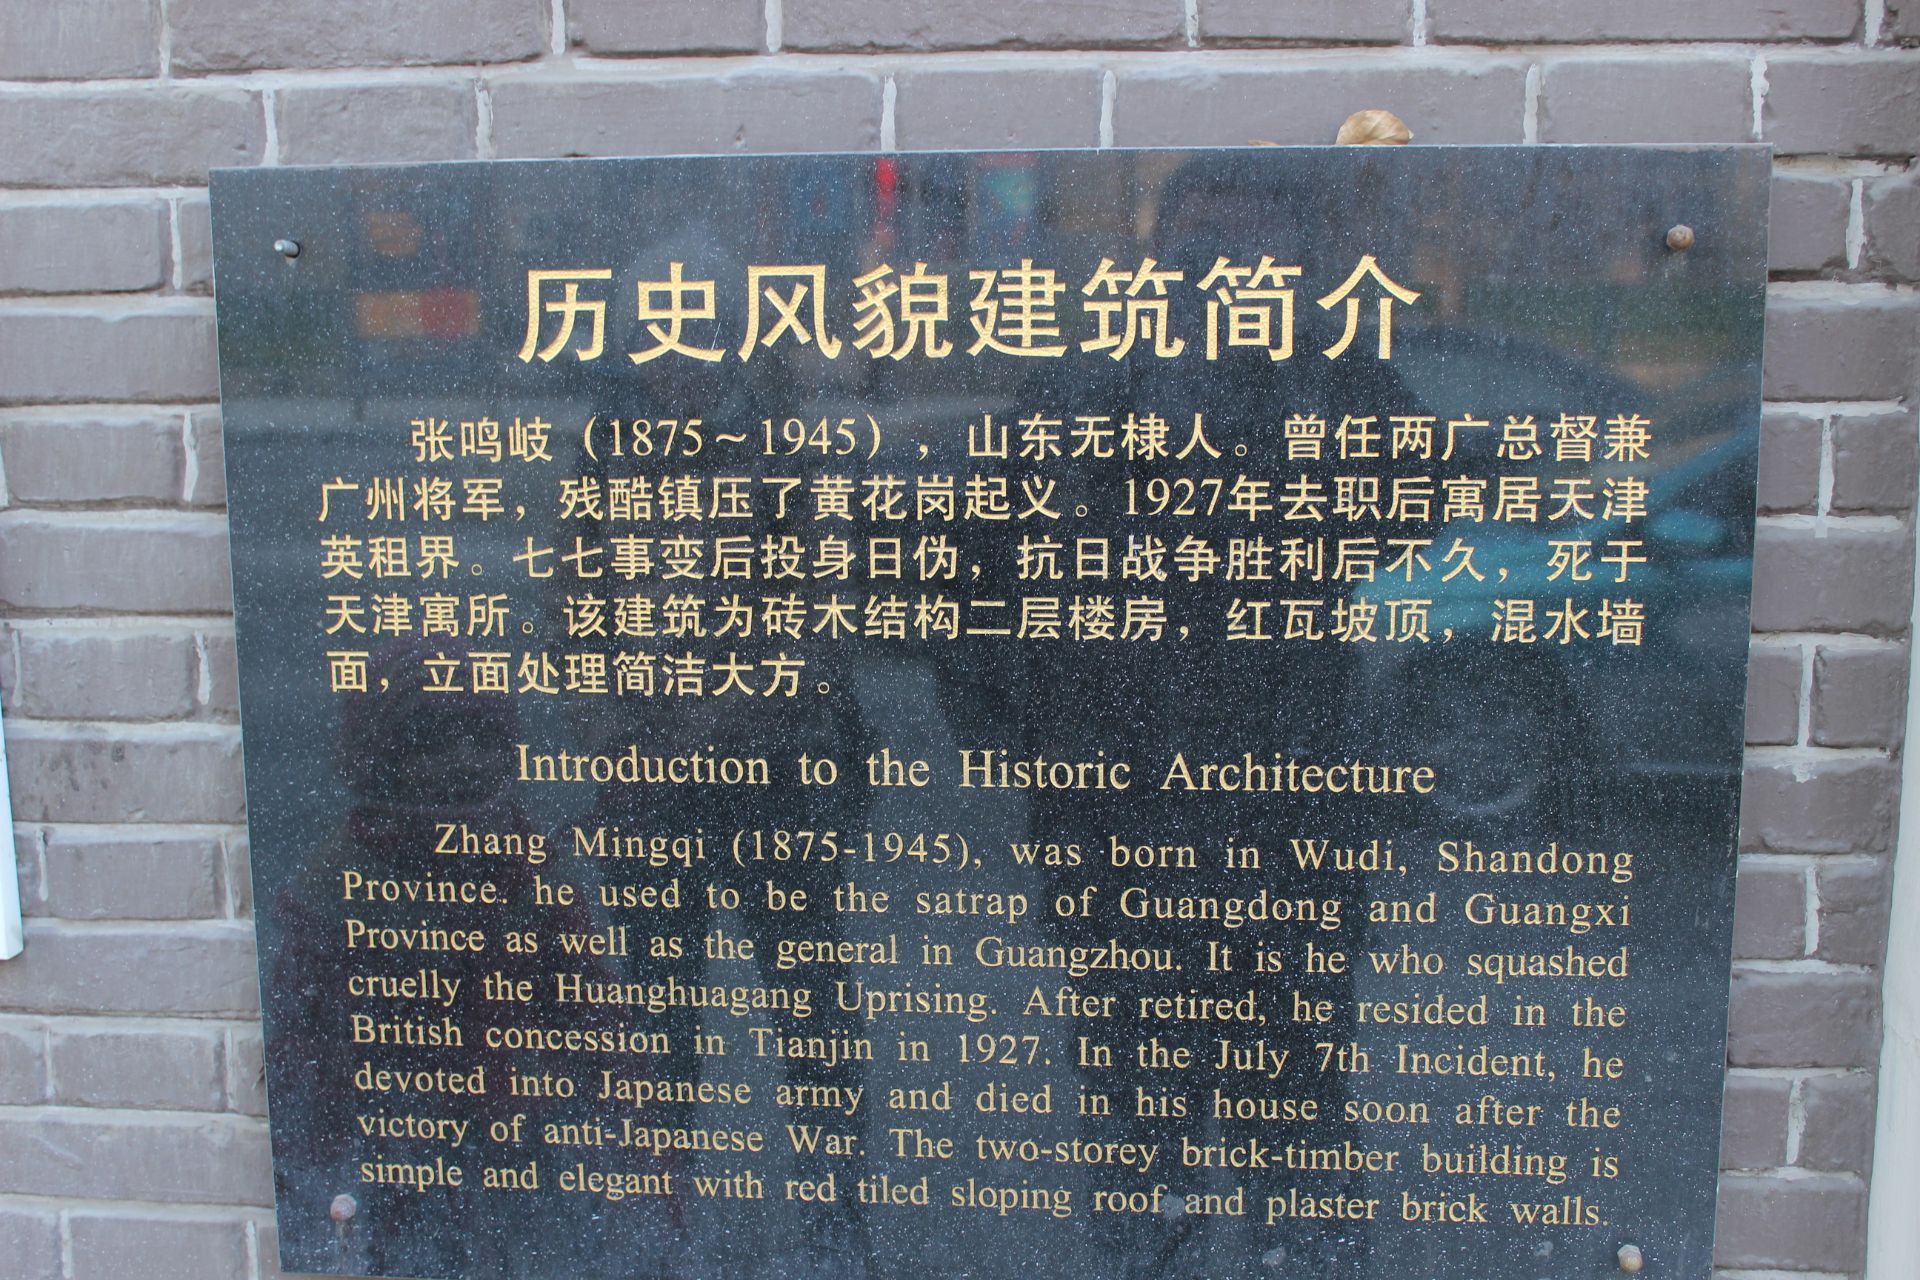 历史风貌建筑简介
张鸣岐（1875～1945），山东无棣人。曾任两广总督兼
广州将军，残酷镇压了黄花岗起义。1927年去职后寓居天津
英租界。七七事变后投身日伪，抗日战争胜利后不久，死于
天津寓所。该建筑为砖木结构二层楼房，红瓦坡顶，混水墙
面，立面处理简洁大方。
Introduction to the Historic Architecture
Zhang Mingqi (1875-1945), was born in Wudi, Shandong
Province. he used to be the satrap of Guangdong and Guangxi
Province as well as the general in Guangzhou. It is he who squashed
cruelly the Huanghuagang Uprising. After retired, he resided in the
British concession in Tianjin in 1927. In the July 7th Incident, he
devoted into Japanese army and died in his house soon after the
victory of anti-Japanese War. The two-storey brick-timber building is
simple and elegant with red tiled sloping roof and plaster brick walls.